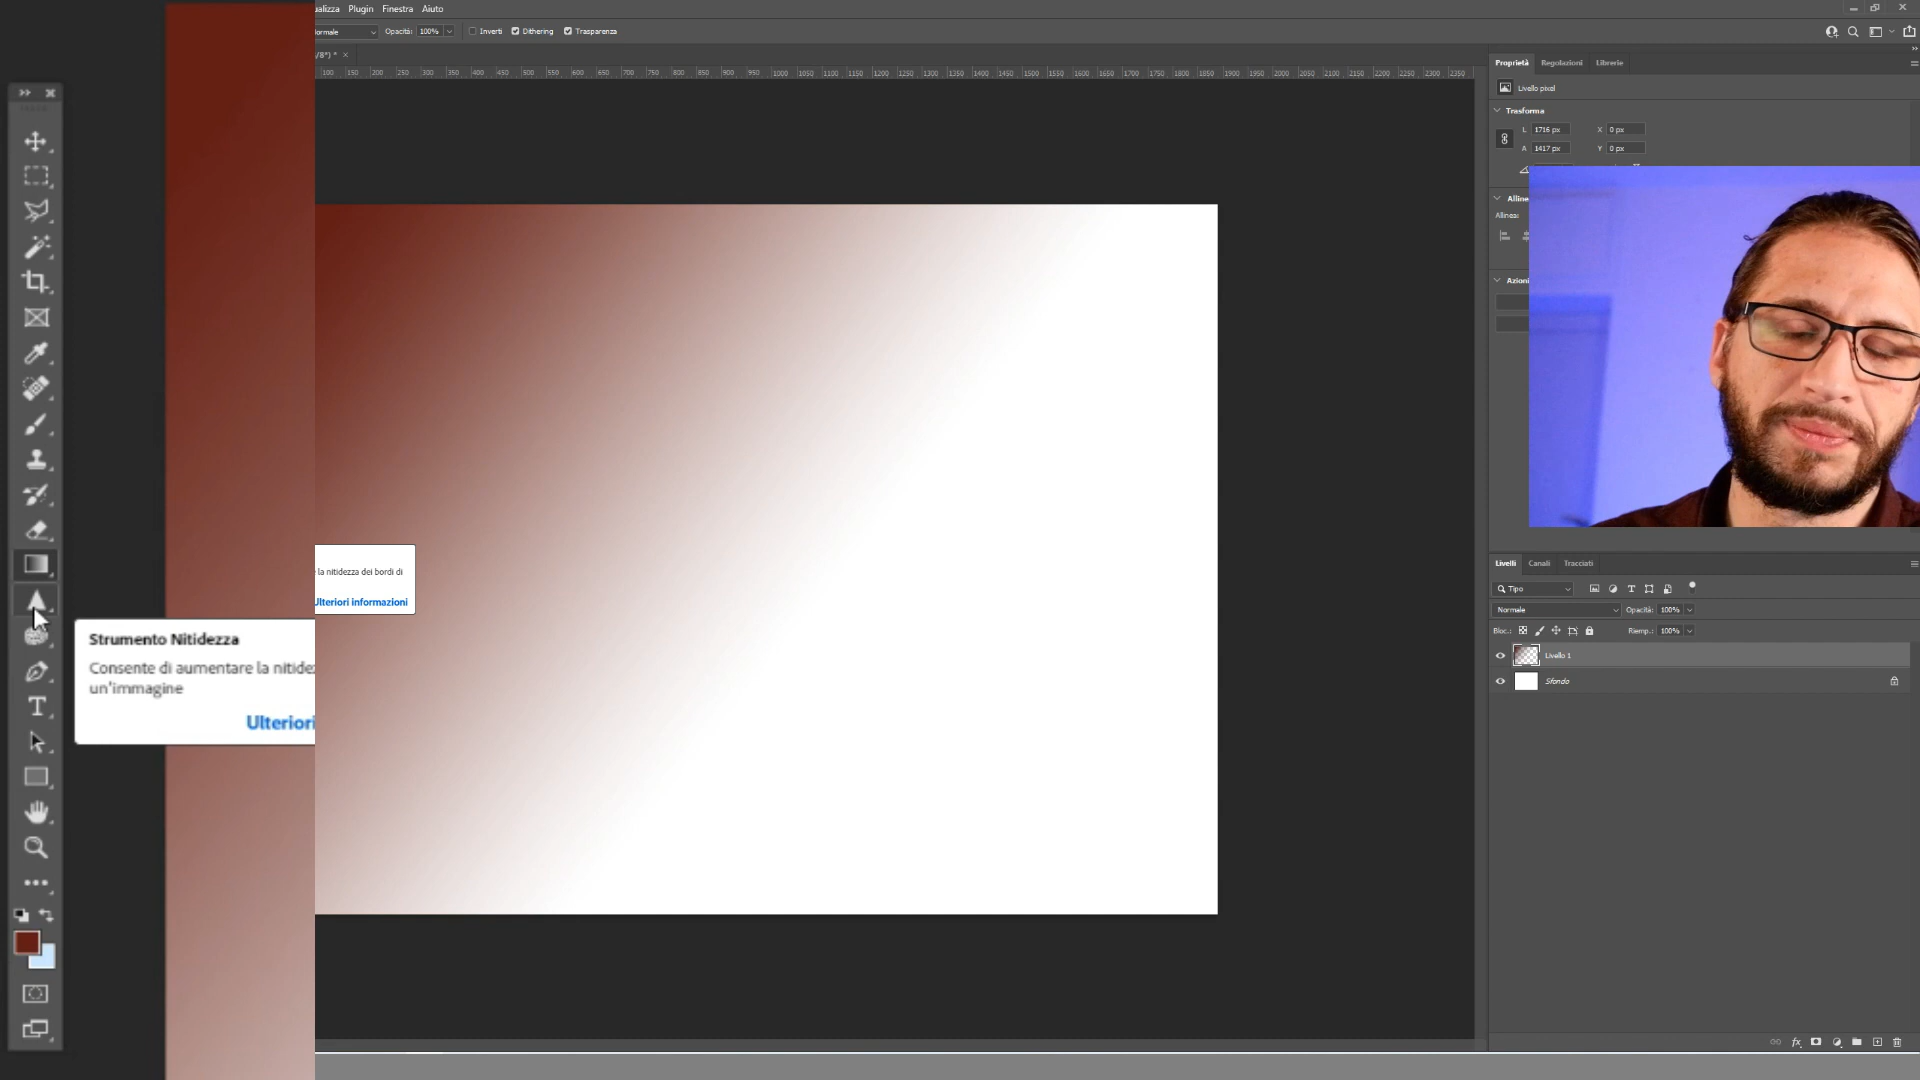 Plugin Finestra Aiuto
Opacità: 100% Inverti Dithering Trasparenza
/8*) *
100 150 200 250 300 350 400 450 500 550 600 650 700 750 800 850 900 950 1000 1050 1100 1150 1200 1250 1300 1350 1400 1450 1500 1550 1600 1650 1700 1750 1800 1850 1900 1950 2000 2050 2100 2150 2200 2250 2300 2350
Proprietà Regolazioni Librerie
Livello pixel
Trasforma
L 1716 px X 0 px
A 1417 px Y 0 px
Allinea:
la nitidezza dei bordi di
Ulteriori informazioni
Strumento Nitidezza
Consente di aumentare la nitide
un'immagine
Ulteriori
T
Livelli Canali Tracciati
Tipo
Normale Opacità: 100%
Bloc.: Riemp.: 100%
Livello 1
Sfondo
fx